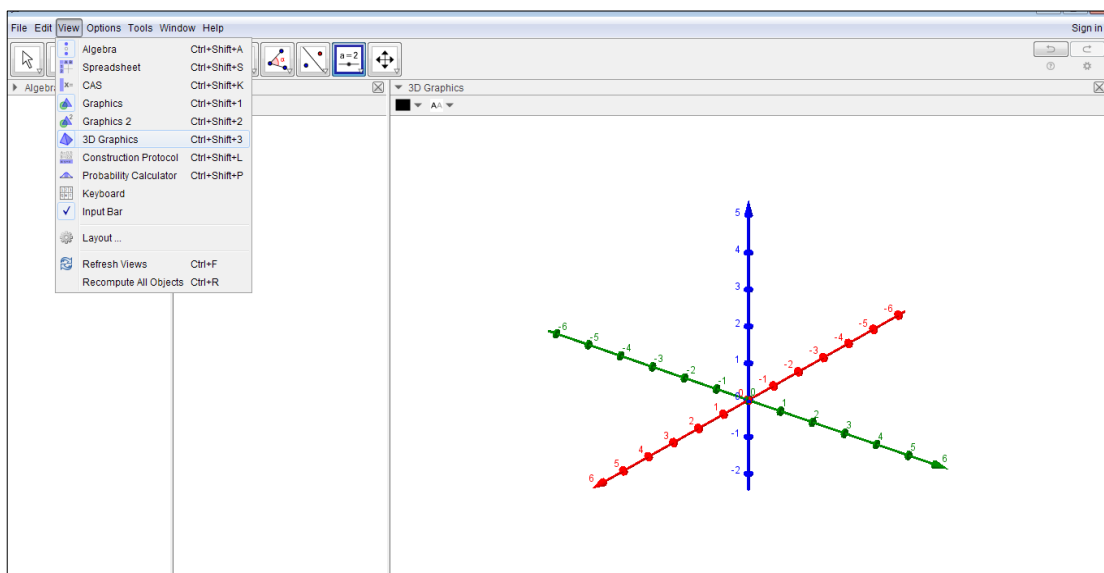 File Edit View Options Tools Window Help Sign in
a=2
Algebra Ctrl+Shift+A
Spreadsheet Ctrl+Shift+S
x= CAS Ctrl+Shift+K
Graphics Ctrl+Shift+1
2 Graphics 2 Ctrl+Shift+2
3D Graphics Ctrl+Shift+3
Construction Protocol Ctrl+Shift+L
Probability Calculator Ctrl+Shift+P
Keyboard
Input Bar
Layout ...
Refresh Views Ctrl+F
Recompute All Objects Ctrl+R
Algebra
3D Graphics
AA
5
4
3
2
1
0
-1
-2
-6
-5
-4
-3
-2
-1
0
1
2
3
4
5
6
-6
-5
-4
-3
-2
-1
0
1
2
3
4
5
6